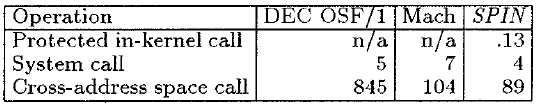 Operation DEC OSF/1 Mach SPIN
Protected in-kernel call n/a n/a .13
System call 5 7 4
Cross-address space call 845 104 89